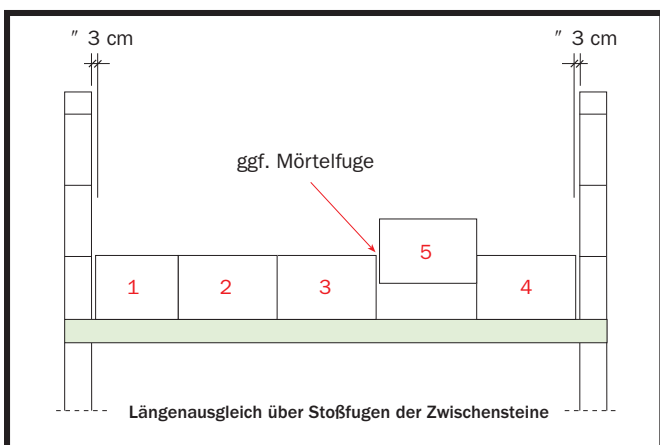 ″ 3 cm
″ 3 cm
ggf. Mörtelfuge
5
1
2
3
4
Längenausgleich über Stoßfugen der Zwischensteine